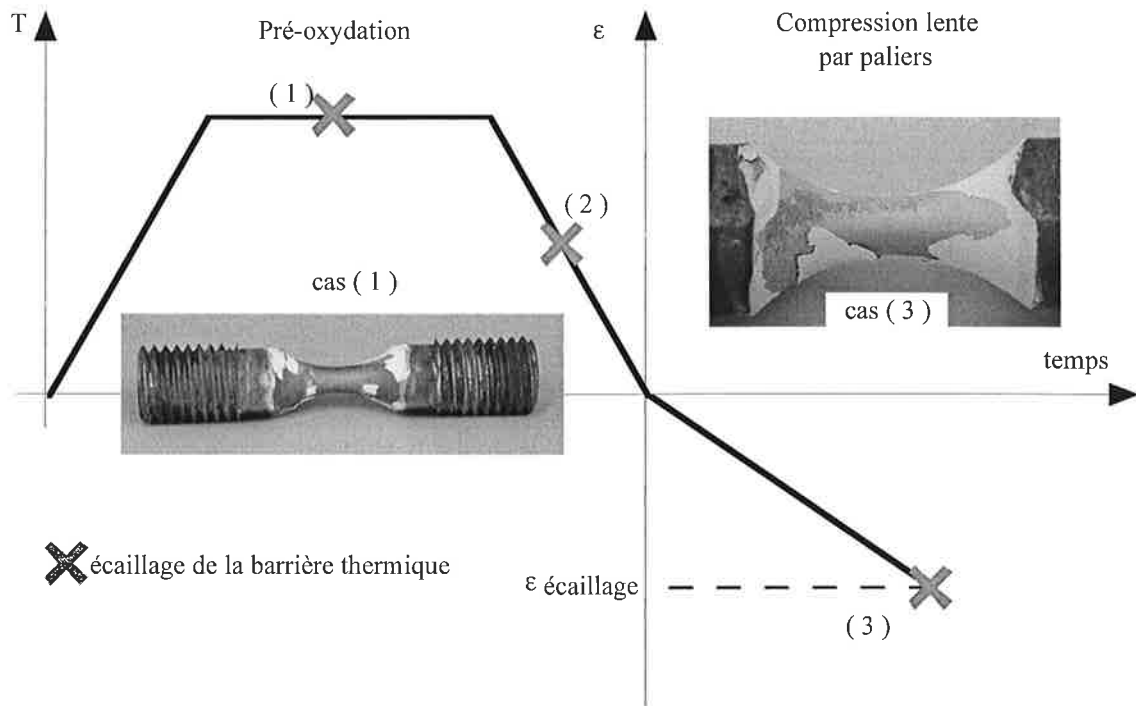 T
Pré-oxydation
ε
Compression lente
par paliers
( 1 )
( 2 )
cas ( 1 )
cas ( 3 )
temps
écaillage de la barrière thermique
ε écaillage
( 3 )